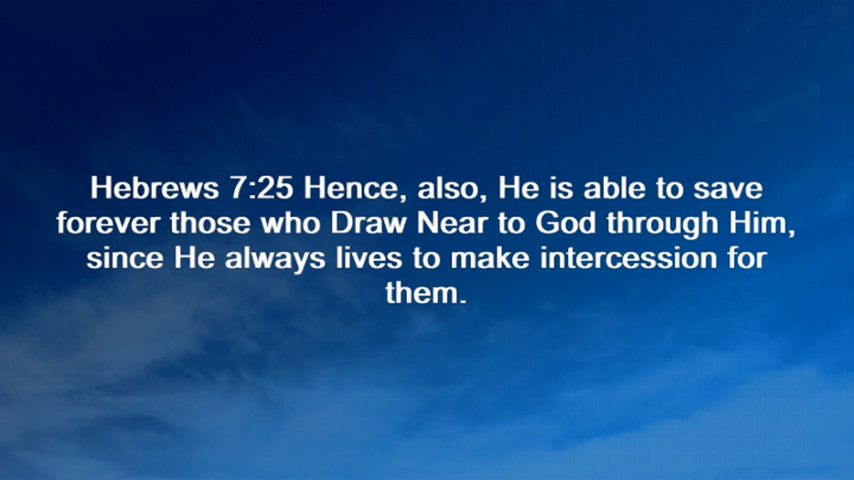 Hebrews 7:25 Hence, also, He is able to save
forever those who Draw Near to God through Him,
since He always lives to make intercession for
them.